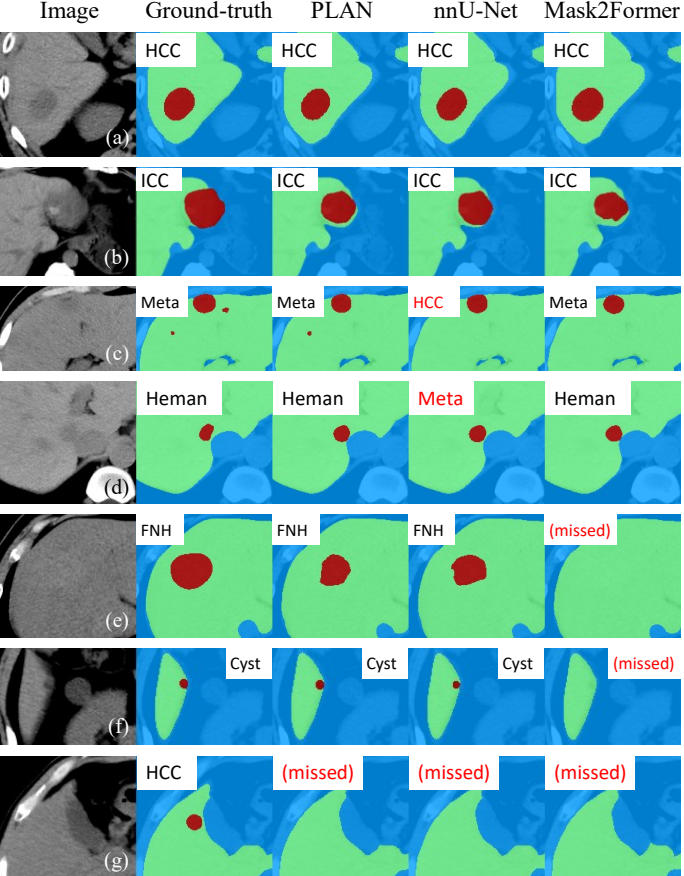 Image Ground-truth PLAN nnU-Net Mask2Former
HCC HCC HCC HCC
(a)
ICC ICC ICC ICC
(b)
Meta Meta HCC Meta
(c)
Heman Heman Meta Heman
(d)
FNH FNH FNH (missed)
(e)
Cyst Cyst Cyst (missed)
(f)
HCC (missed) (missed) (missed)
(g)